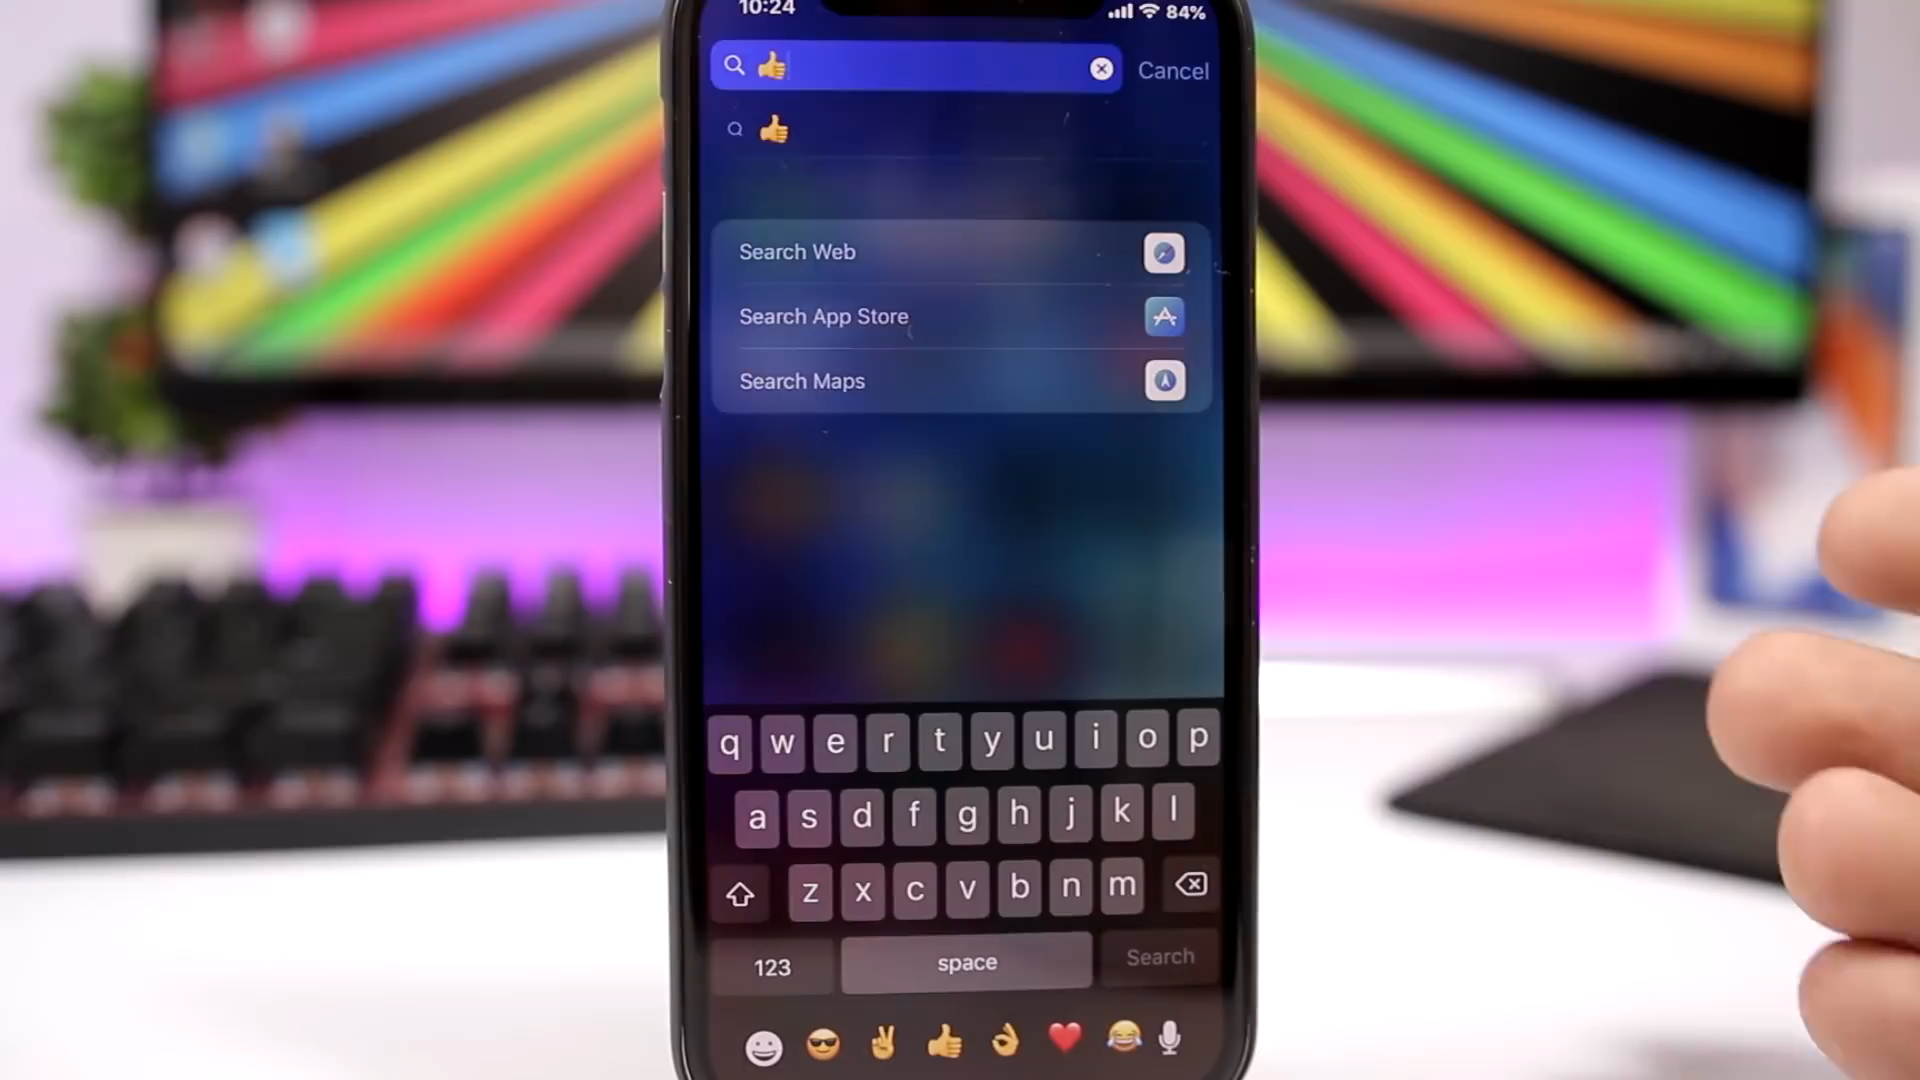 10:24 84%
👍 Cancel
👍
Search Web
Search App Store
Search Maps
q w e r t y u i o p
a s d f g h j k l
z x c v b n m
123 space Search